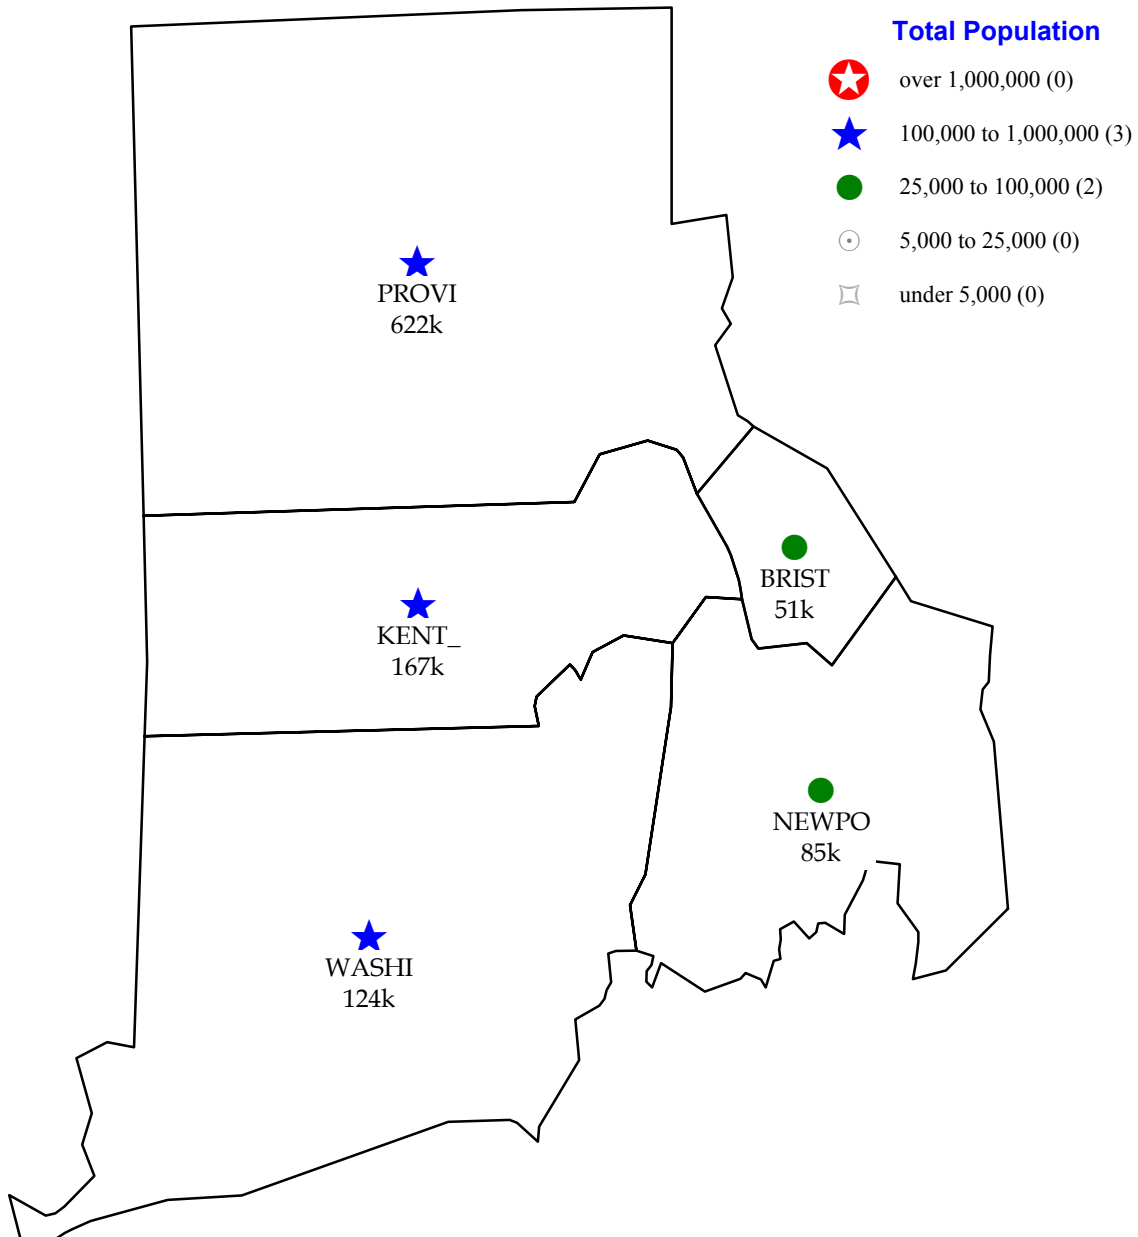 Total Population
over 1,000,000 (0)
100,000 to 1,000,000 (3)
25,000 to 100,000 (2)
5,000 to 25,000 (0)
under 5,000 (0)
PROVI
622k
BRIST
51k
KENT_
167k
NEWPO
85k
WASHI
124k